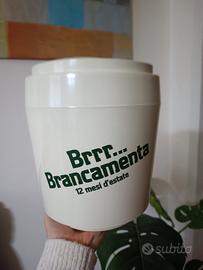 Brrr...
Brancamenta
12 mesi d'estate
subito